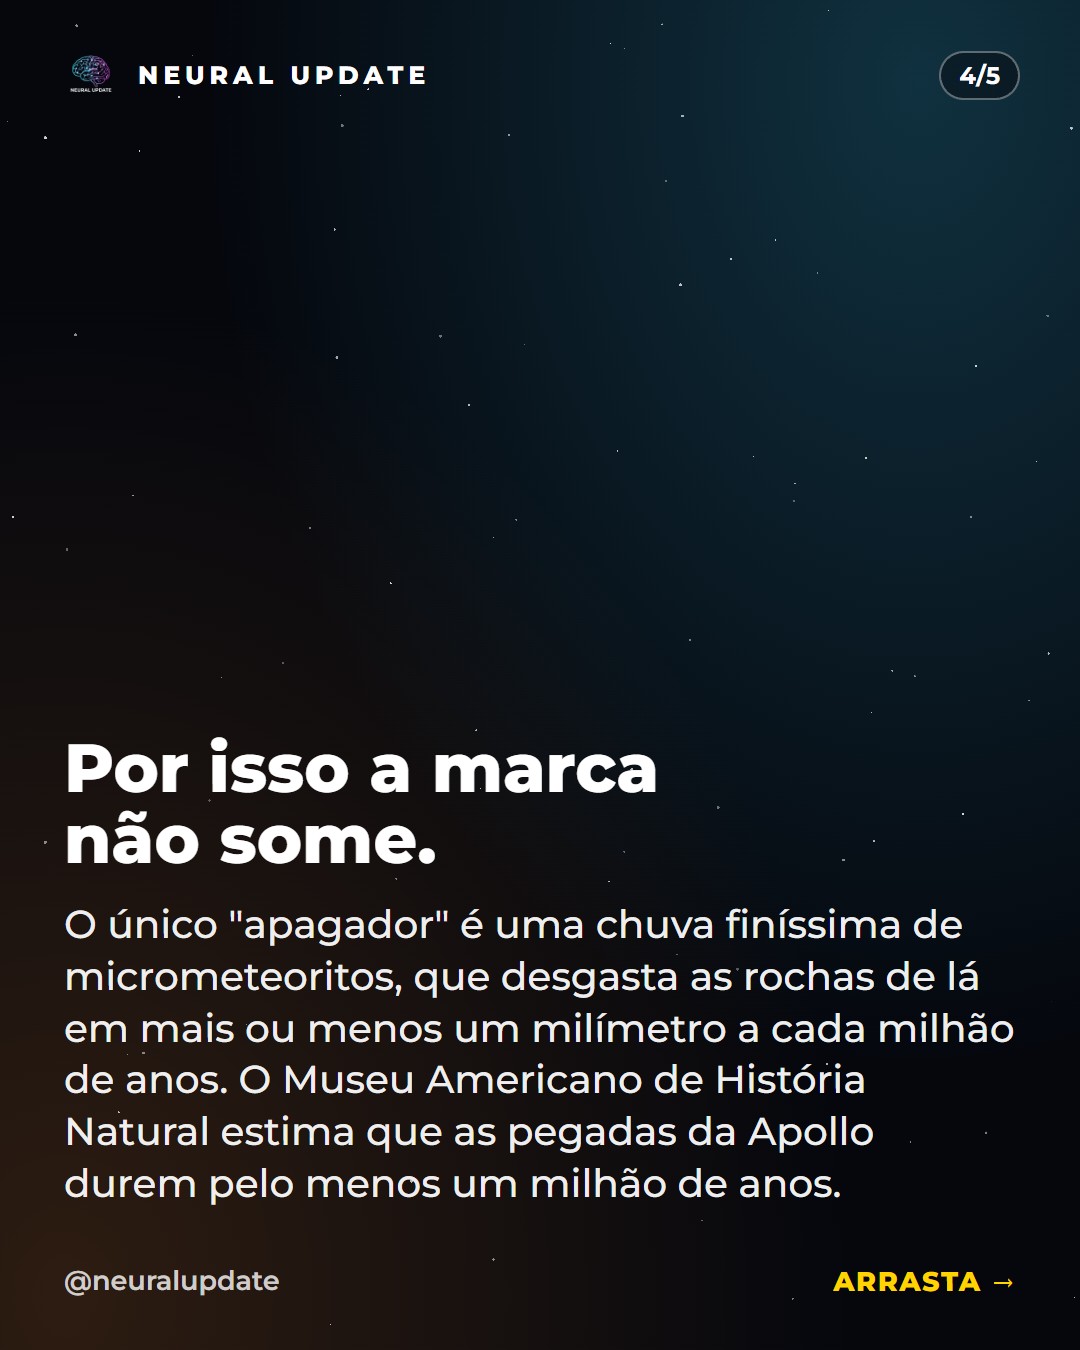 NEURAL UPDATE
NEURAL UPDATE
4/5
Por isso a marca
não some.
O único "apagador" é uma chuva finíssima de
micrometeoritos, que desgasta as rochas de lá
em mais ou menos um milímetro a cada milhão
de anos. O Museu Americano de História
Natural estima que as pegadas da Apollo
durem pelo menos um milhão de anos.
@neuralupdate
ARRASTA →